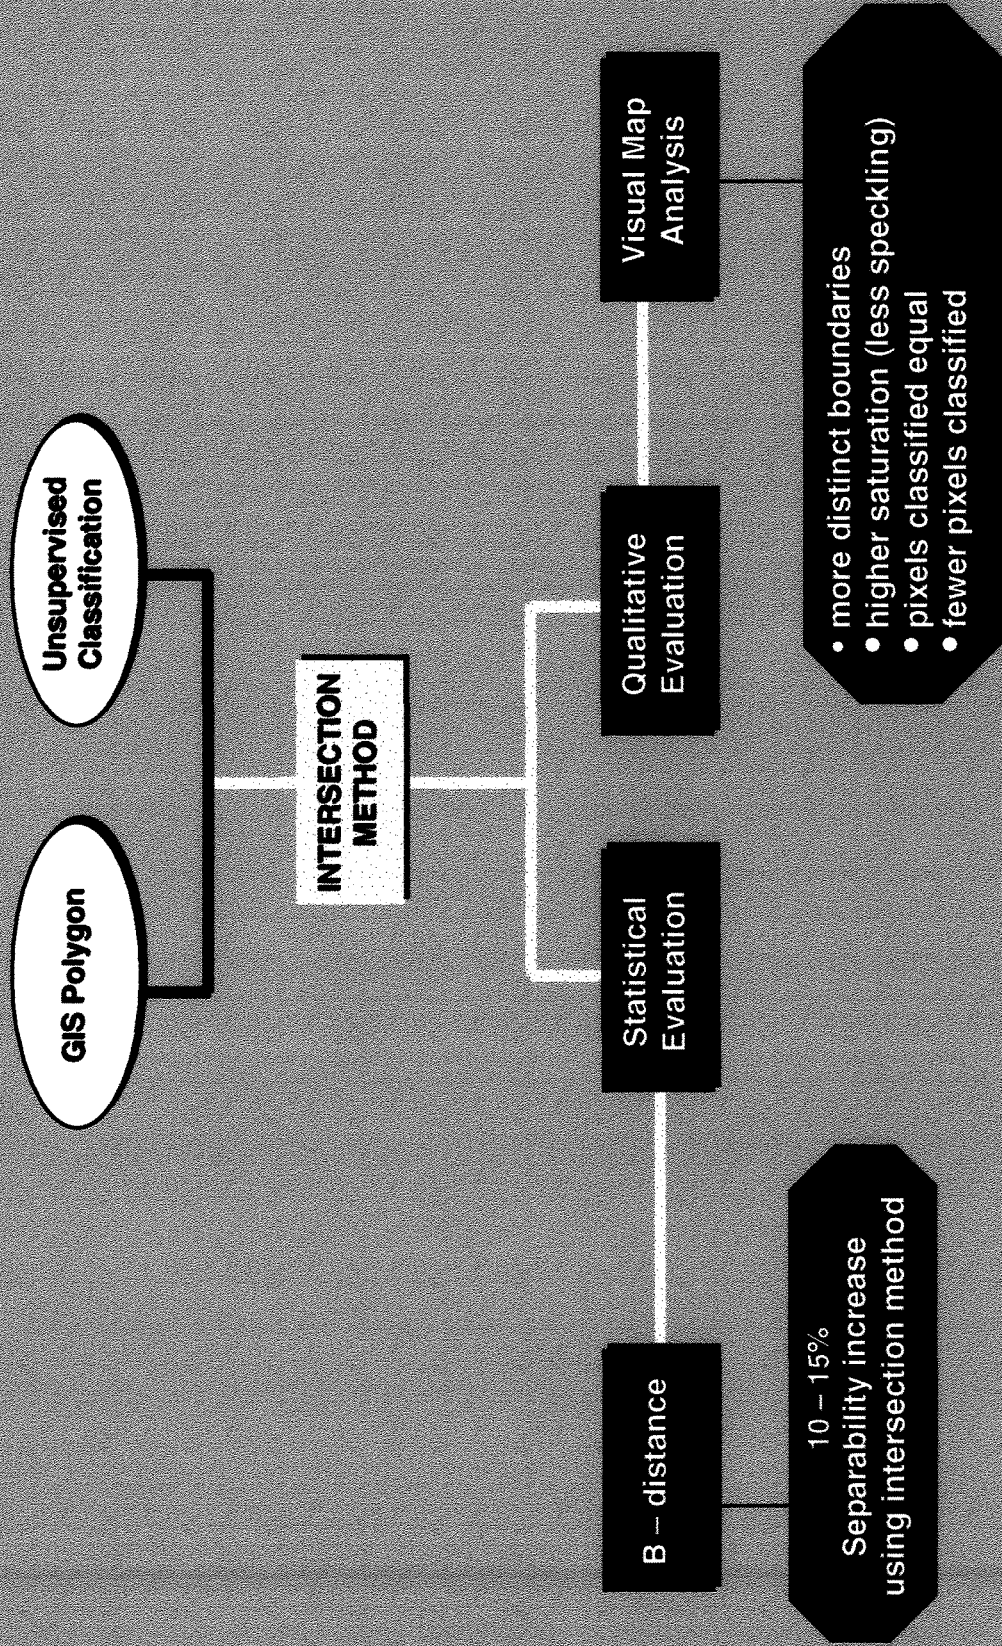 GIS Polygon
Unsupervised
Classification
INTERSECTION
METHOD
B – distance
Statistical
Evaluation
Qualitative
Evaluation
Visual Map
Analysis
10 – 15%
Separability increase
using intersection method
• more distinct boundaries
• higher saturation (less speckling)
• pixels classified equal
• fewer pixels classified